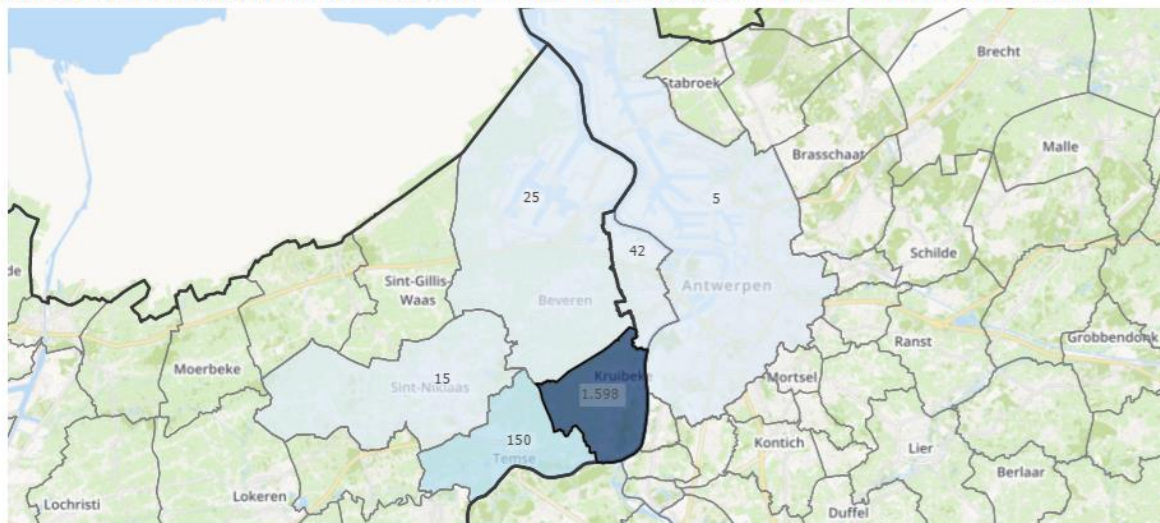 Brecht
Stabroek
Malle
Brasschaat
25
5
42
de
Schilde
Sint-Gillis-
Waas
Antwerpen
Beveren
Grobbendonk
Ranst
Moerbeke
15
Sint-Niklaas
Kruibeke
1.598
Mortsel
150
Temse
Kontich
Lier
Berlaar
Lochristi
Lokeren
Duffel